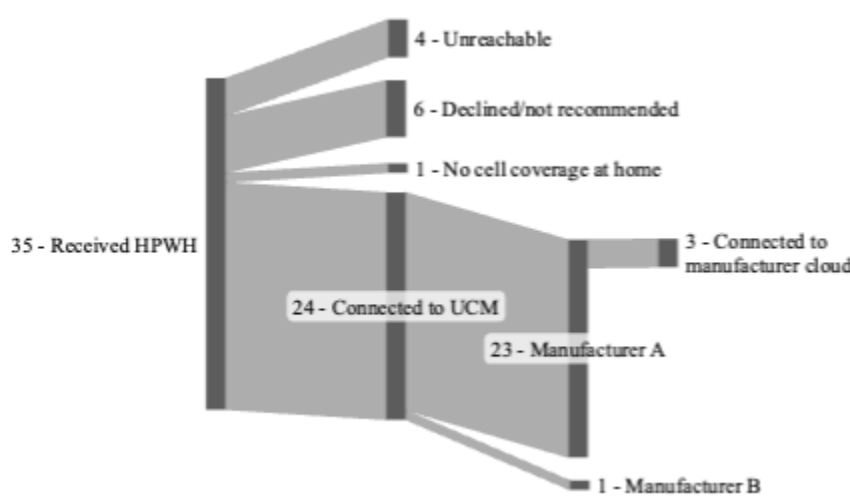 4 - Unreachable
6 - Declined/not recommended
1 - No cell coverage at home
35 - Received HPWH
3 - Connected to
manufacturer cloud
24 - Connected to UCM
23 - Manufacturer A
1 - Manufacturer B